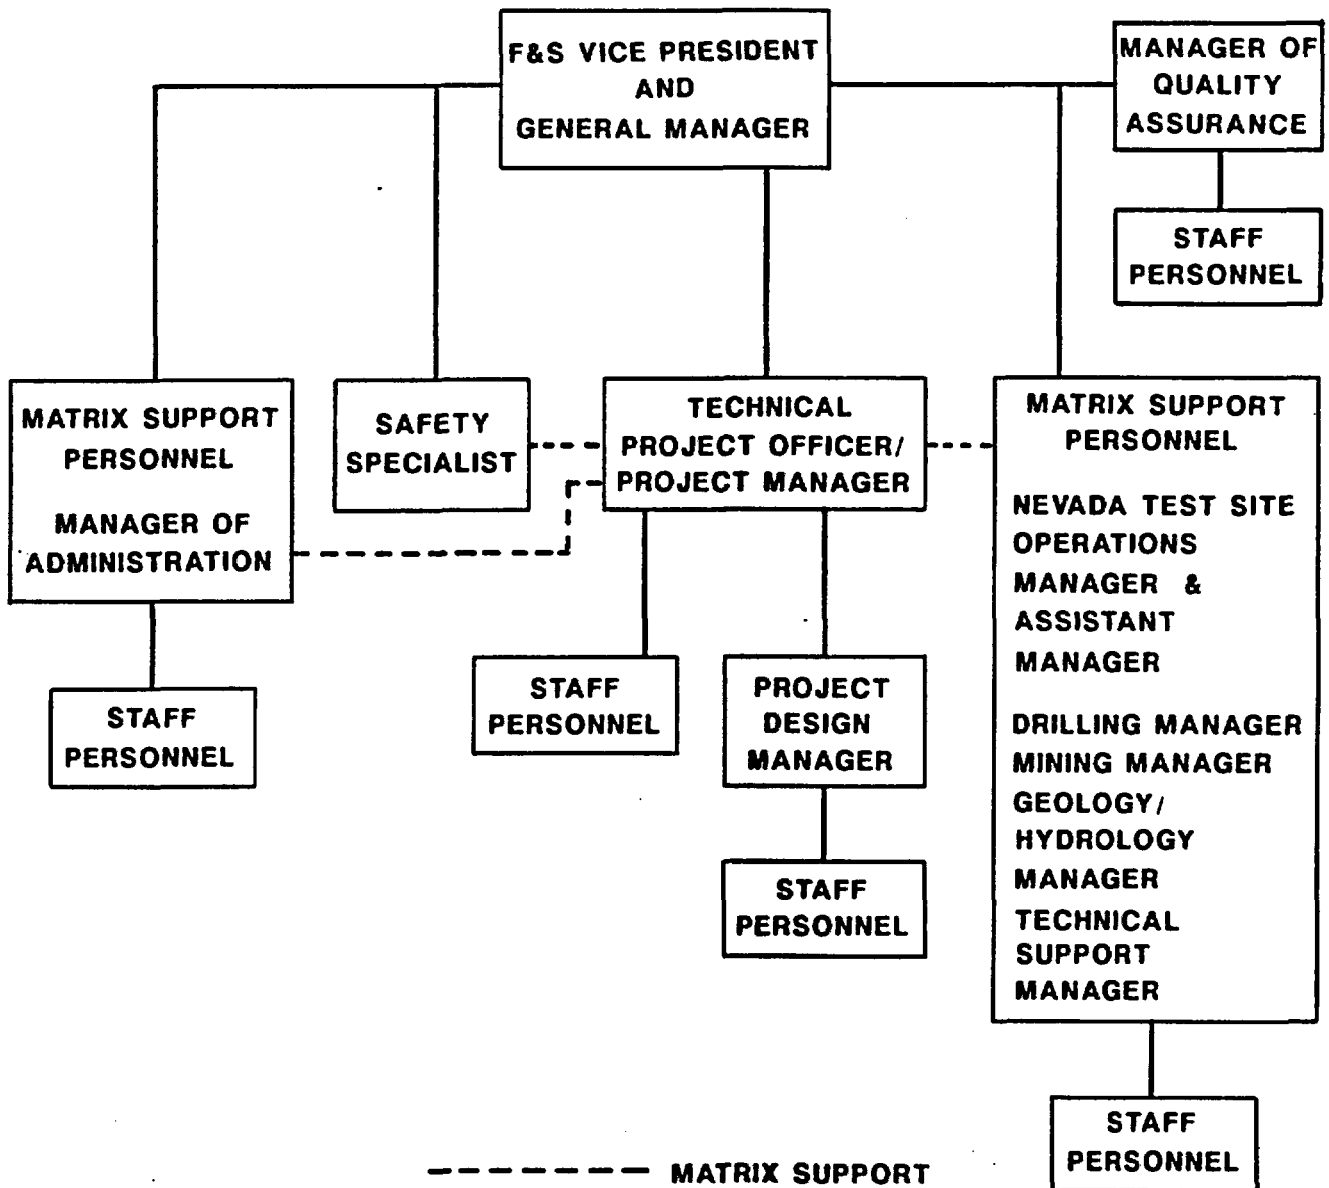 F&S VICE PRESIDENT
AND
GENERAL MANAGER
MANAGER OF
QUALITY
ASSURANCE
STAFF
PERSONNEL
MATRIX SUPPORT
PERSONNEL
MANAGER OF
ADMINISTRATION
STAFF
PERSONNEL
SAFETY
SPECIALIST
TECHNICAL
PROJECT OFFICER/
PROJECT MANAGER
STAFF
PERSONNEL
PROJECT
DESIGN
MANAGER
STAFF
PERSONNEL
MATRIX SUPPORT
PERSONNEL
NEVADA TEST SITE
OPERATIONS
MANAGER &
ASSISTANT
MANAGER
DRILLING MANAGER
MINING MANAGER
GEOLOGY/
HYDROLOGY
MANAGER
TECHNICAL
SUPPORT
MANAGER
STAFF
PERSONNEL
MATRIX SUPPORT